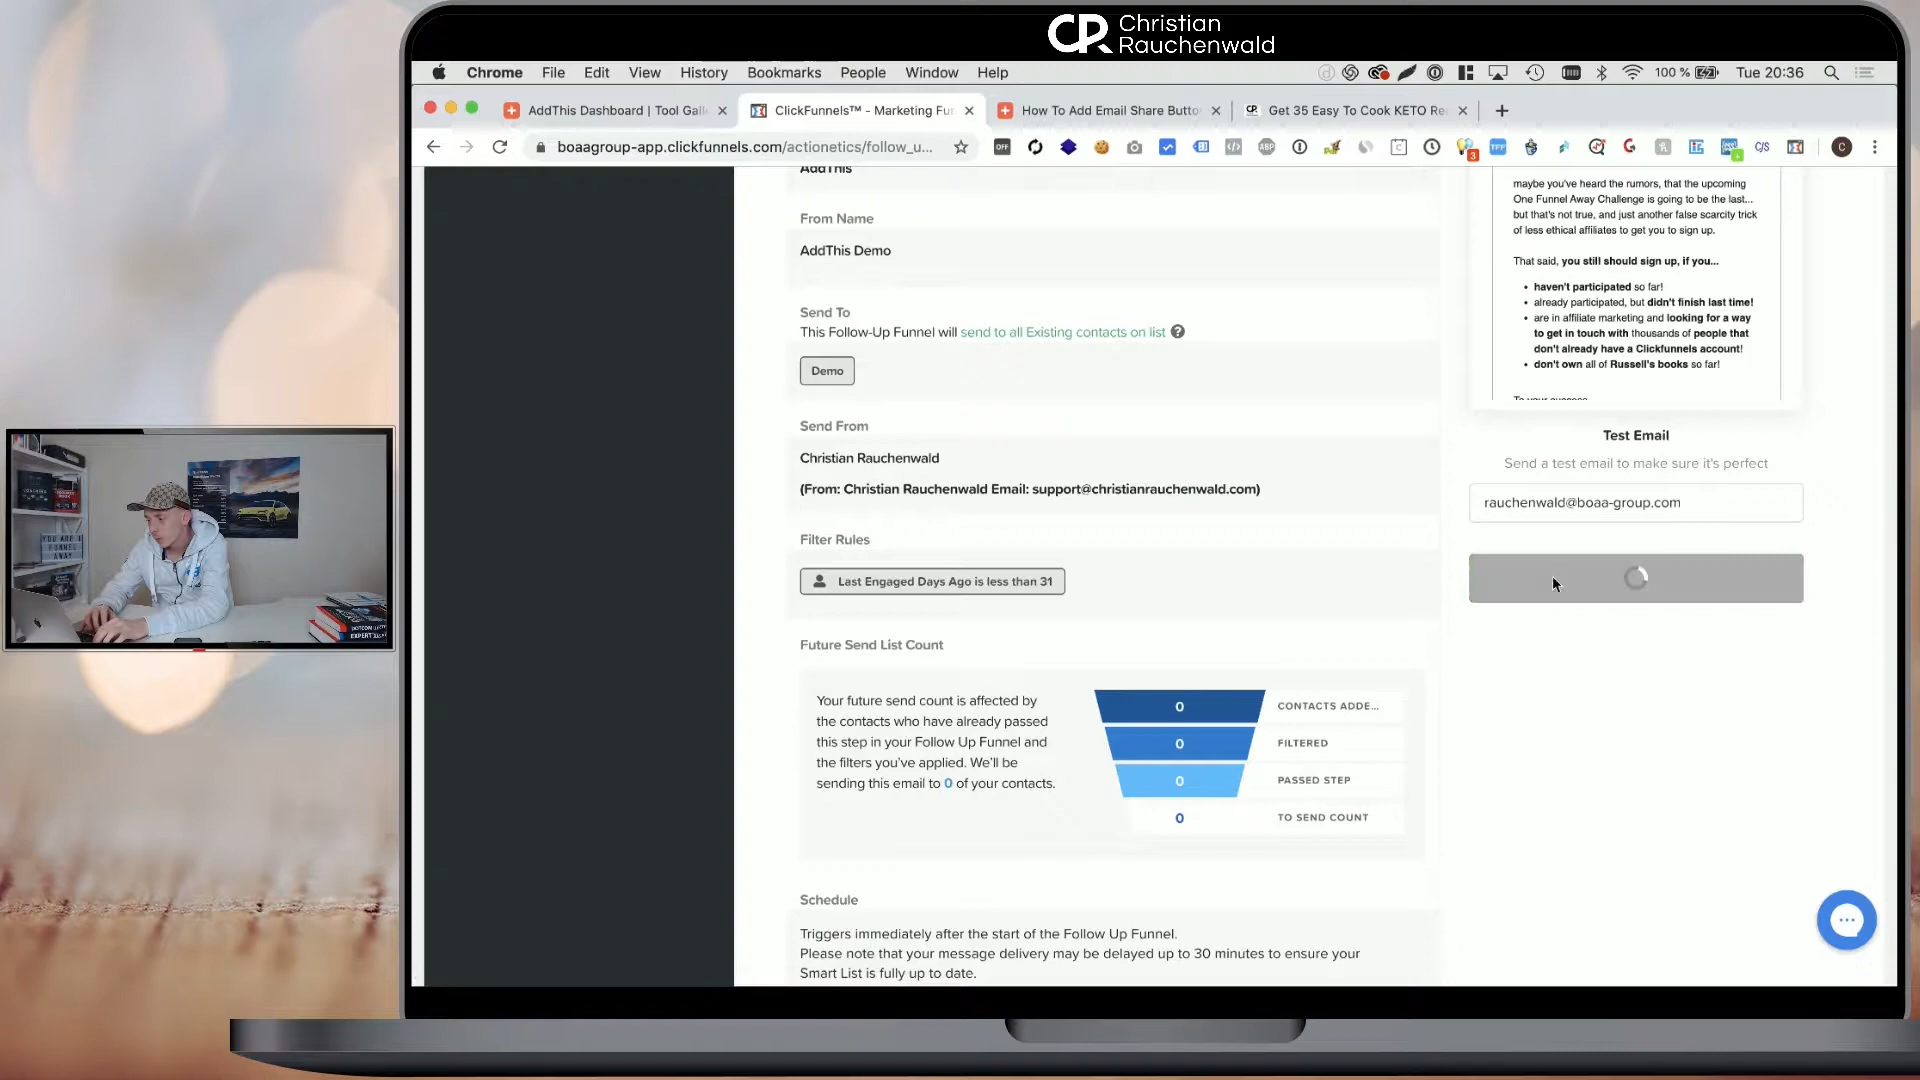 CR Christian
Rauchenwald
Chrome File Edit View History Bookmarks People Window Help
100 % Tue 20:36
AddThis Dashboard | Tool Gall
ClickFunnels™ - Marketing Fun
How To Add Email Share Butto
Get 35 Easy To Cook KETO Re
boaagroup-app.clickfunnels.com/actionetics/follow_u...
AddThis
From Name
AddThis Demo
Send To
This Follow-Up Funnel will send to all Existing contacts on list
Demo
Send From
Christian Rauchenwald
(From: Christian Rauchenwald Email: support@christianrauchenwald.com)
Filter Rules
Last Engaged Days Ago is less than 31
Future Send List Count
Your future send count is affected by
the contacts who have already passed
this step in your Follow Up Funnel and
the filters you've applied. We'll be
sending this email to 0 of your contacts.
0 CONTACTS ADDE...
0 FILTERED
0 PASSED STEP
0 TO SEND COUNT
Schedule
Triggers immediately after the start of the Follow Up Funnel.
Please note that your message delivery may be delayed up to 30 minutes to ensure your
Smart List is fully up to date.
maybe you've heard the rumors, that the upcoming
One Funnel Away Challenge is going to be the last...
but that's not true, and just another false scarcity trick
of less ethical affiliates to get you to sign up.
That said, you still should sign up, if you...
• haven't participated so far!
• already participated, but didn't finish last time!
• are in affiliate marketing and looking for a way
to get in touch with thousands of people that
don't already have a Clickfunnels account!
• don't own all of Russell's books so far!
To your success
Test Email
Send a test email to make sure it's perfect
rauchenwald@boaa-group.com
YOU ARE 1
FUNNEL
AWAY
DOTCOM
EXPERT